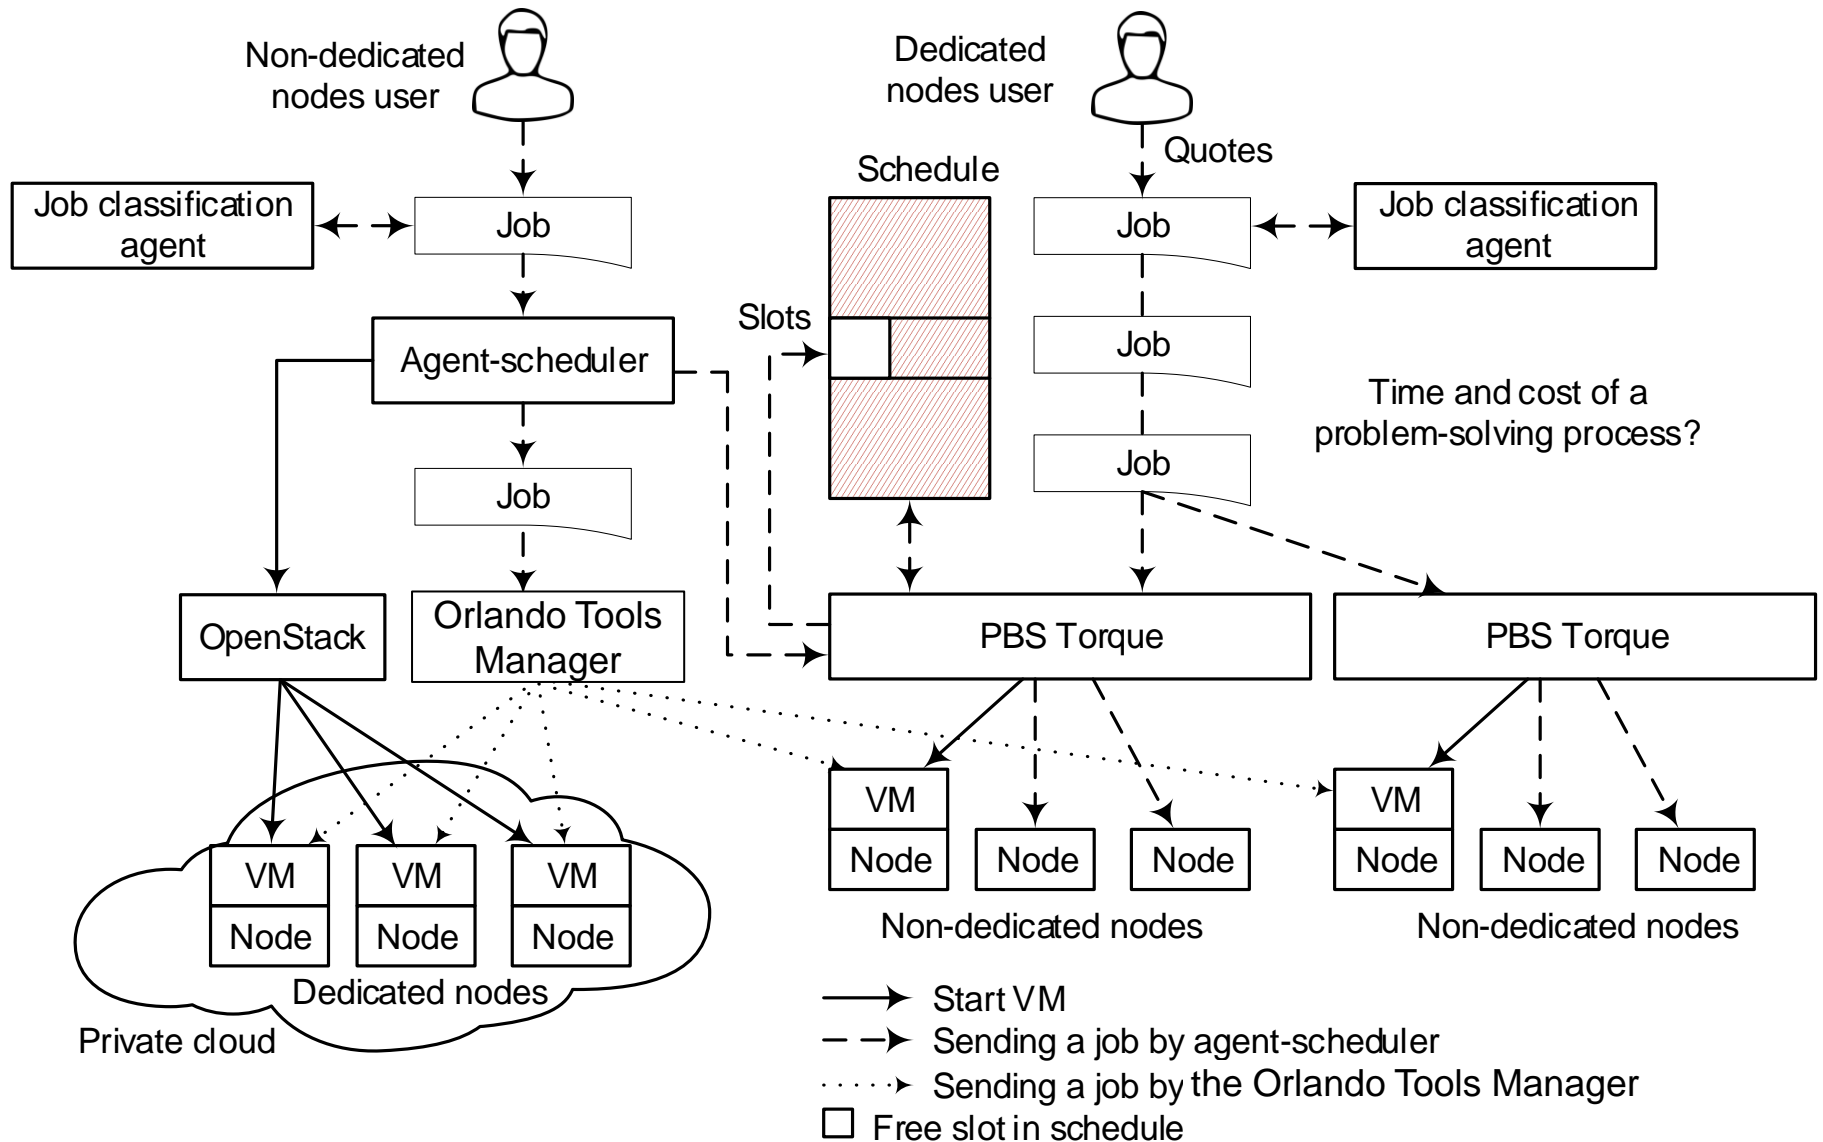 Non-dedicated
nodes user
Dedicated
nodes user
Quotes
Schedule
Job classification
agent
Job
Job
Job classification
agent
Slots
Agent-scheduler
Job
Time and cost of a
problem-solving process?
Job
Job
OpenStack
Orlando Tools
Manager
PBS Torque
PBS Torque
VM
Node
Node
Node
VM
Node
Node
Node
VM
VM
VM
Node
Node
Node
Non-dedicated nodes
Non-dedicated nodes
Dedicated nodes
Private cloud
Start VM
Sending a job by agent-scheduler
Sending a job by the Orlando Tools Manager
Free slot in schedule